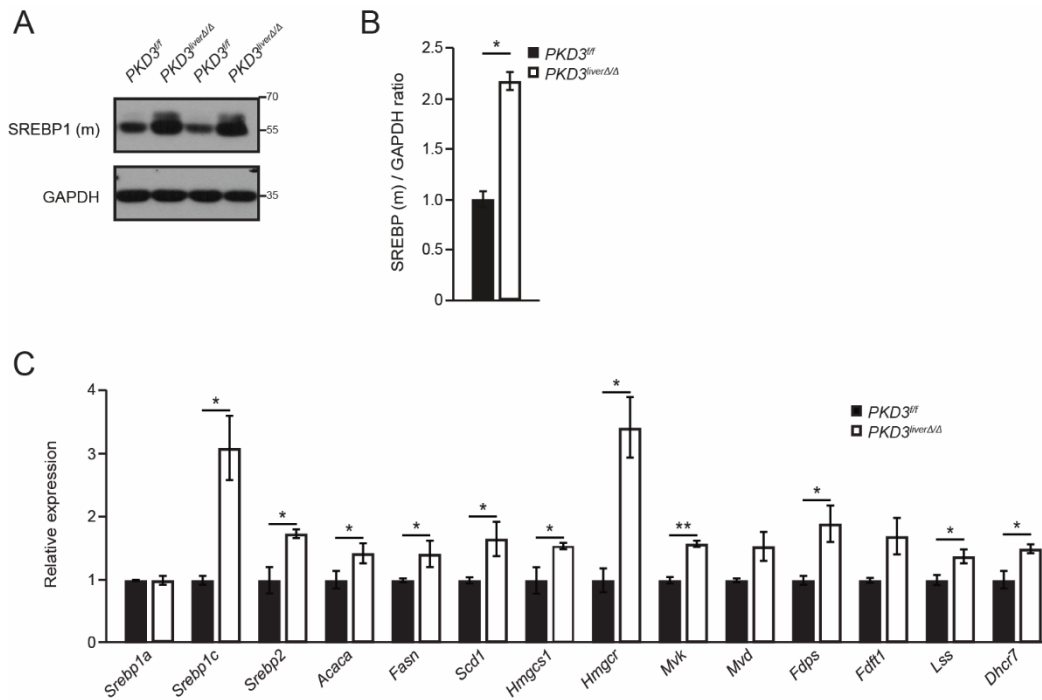 A
PKD3f/f PKD3liverΔ/Δ PKD3f/f PKD3liverΔ/Δ
70
SREBP1 (m)
55
GAPDH
35
B
SREBP (m) / GAPDH ratio
2.5
2.0
1.5
1.0
0.5
0
*
PKD3f/f
PKD3liverΔ/Δ
C
Relative expression
4
3
2
1
0
* * * * * * * ** * * *
PKD3f/f
PKD3liverΔ/Δ
Srebp1a Srebp1c Srebp2 Acaca Fasn Scd1 Hmgcs1 Hmgcr Mvk Mvd Fdps Fdft1 Lss Dhcr7